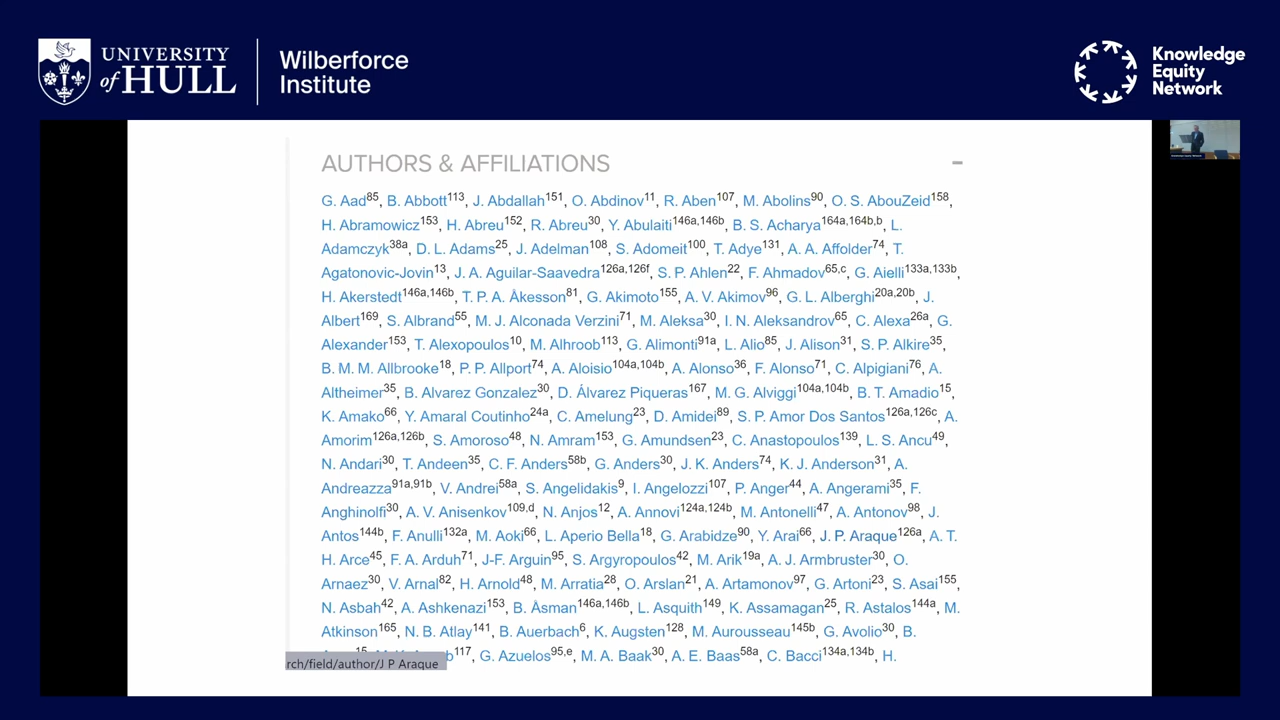 UNIVERSITY
of HULL
Wilberforce
Institute
Knowledge
Equity
Network
AUTHORS & AFFILIATIONS
G. Aad85, B. Abbott113, J. Abdallah151, O. Abdinov11, R. Aben107, M. Abolins90, O. S. AbouZeid158,
H. Abramowicz153, H. Abreu152, R. Abreu30, Y. Abulaiti146a,146b, B. S. Acharya164a,164b,b, L.
Adamczyk38a, D. L. Adams25, J. Adelman108, S. Adomeit100, T. Adye131, A. A. Affolder74, T.
Agatonovic-Jovin13, J. A. Aguilar-Saavedra126a,126f, S. P. Ahlen22, F. Ahmadov65,c, G. Aielli133a,133b,
H. Akerstedt146a,146b, T. P. A. Åkesson81, G. Akimoto155, A. V. Akimov96, G. L. Alberghi20a,20b, J.
Albert169, S. Albrand55, M. J. Alconada Verzini71, M. Aleksa30, I. N. Aleksandrov65, C. Alexa26a, G.
Alexander153, T. Alexopoulos10, M. Alhroob113, G. Alimonti91a, L. Alio85, J. Alison31, S. P. Alkire35,
B. M. M. Allbrooke18, P. P. Allport74, A. Aloisio104a,104b, A. Alonso36, F. Alonso71, C. Alpigiani76, A.
Altheimer35, B. Alvarez Gonzalez30, D. Álvarez Piqueras167, M. G. Alviggi104a,104b, B. T. Amadio15,
K. Amako66, Y. Amaral Coutinho24a, C. Amelung23, D. Amidei89, S. P. Amor Dos Santos126a,126c, A.
Amorim126a,126b, S. Amoroso48, N. Amram153, G. Amundsen23, C. Anastopoulos139, L. S. Ancu49,
N. Andari30, T. Andeen35, C. F. Anders58b, G. Anders30, J. K. Anders74, K. J. Anderson31, A.
Andreazza91a,91b, V. Andrei58a, S. Angelidakis9, I. Angelozzi107, P. Anger44, A. Angerami35, F.
Anghinolfi30, A. V. Anisenkov109,d, N. Anjos12, A. Annovi124a,124b, M. Antonelli47, A. Antonov98, J.
Antos144b, F. Anulli132a, M. Aoki66, L. Aperio Bella18, G. Arabidze90, Y. Arai66, J. P. Araque126a, A. T.
H. Arce45, F. A. Arduh71, J-F. Arguin95, S. Argyropoulos42, M. Arik19a, A. J. Armbruster30, O.
Arnaez30, V. Arnal82, H. Arnold48, M. Arratia28, O. Arslan21, A. Artamonov97, G. Artoni23, S. Asai155,
N. Asbah42, A. Ashkenazi153, B. Åsman146a,146b, L. Asquith149, K. Assamagan25, R. Astalos144a, M.
Atkinson165, N. B. Atlay141, B. Auerbach6, K. Augsten128, M. Aurousseau145b, G. Avolio30, B.
b117, G. Azuelos95,e, M. A. Baak30, A. E. Baas58a, C. Bacci134a,134b, H.
rch/field/author/J P Araque